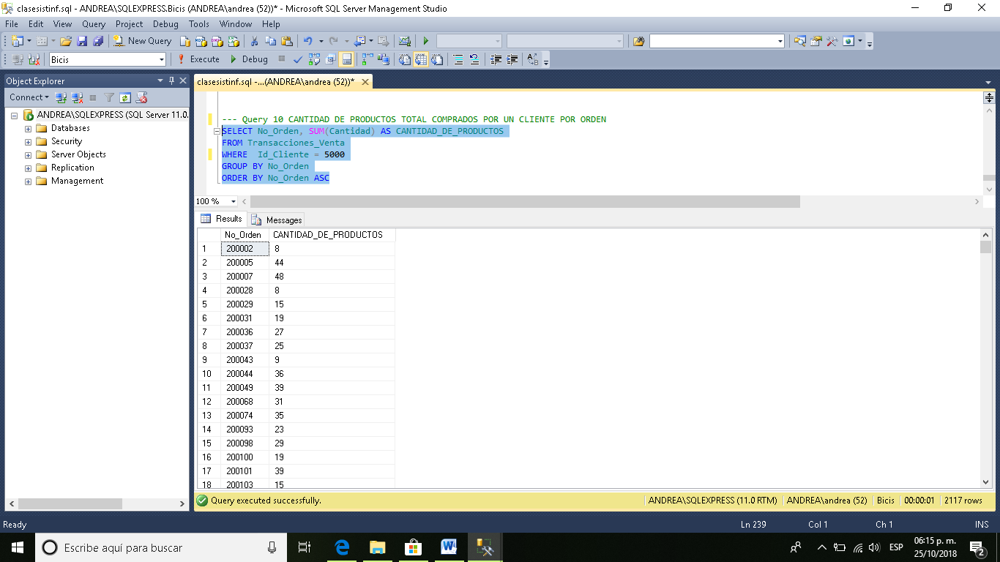 clasesistinf.sql - ANDREA\SQLEXPRESS.Bicis (ANDREA\andrea (52))* - Microsoft SQL Server Management Studio
File Edit View Query Project Debug Tools Window Help
New Query
Bicis Execute Debug
Object Explorer
Connect
ANDREA\SQLEXPRESS (SQL Server 11.0.
Databases
Security
Server Objects
Replication
Management
clasesistinf.sql -...(ANDREA\andrea (52))*
--- Query 10 CANTIDAD DE PRODUCTOS TOTAL COMPRADOS POR UN CLIENTE POR ORDEN
SELECT No_Orden, SUM(Cantidad) AS CANTIDAD_DE_PRODUCTOS
FROM Transacciones_Venta
WHERE Id_Cliente = 5000
GROUP BY No_Orden
ORDER BY No_Orden ASC
100 %
Results Messages
No_Orden CANTIDAD_DE_PRODUCTOS
1 200002 8
2 200005 44
3 200007 48
4 200028 8
5 200029 15
6 200031 19
7 200036 27
8 200037 25
9 200043 9
10 200044 36
11 200049 39
12 200068 31
13 200074 35
14 200093 23
15 200098 29
16 200100 19
17 200101 39
18 200103 15
Query executed successfully. ANDREA\SQLEXPRESS (11.0 RTM) ANDREA\andrea (52) Bicis 00:00:01 2117 rows
Ready Ln 239 Col 1 Ch 1 INS
Escribe aquí para buscar
ESP
06:15 p. m.
25/10/2018
2